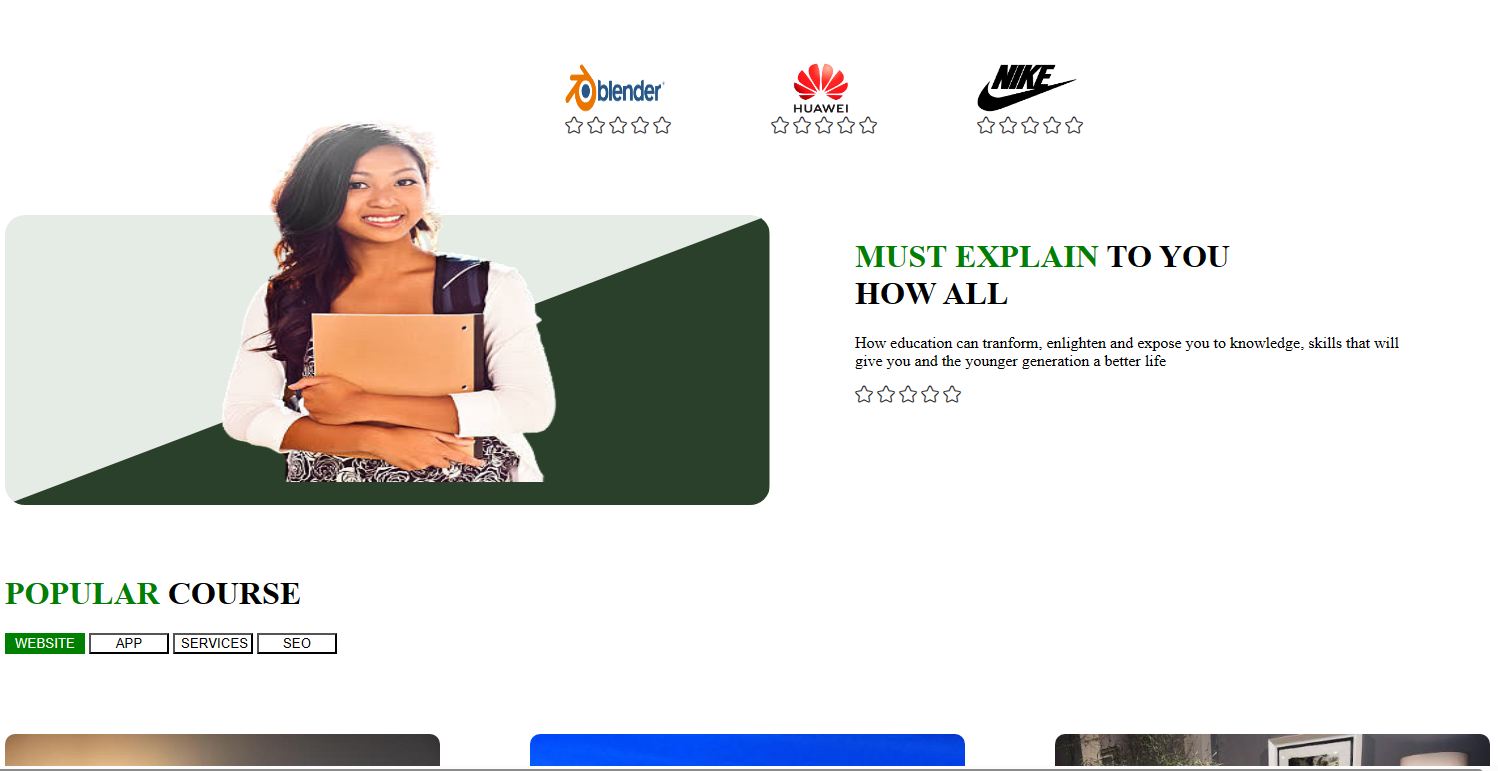 blender
HUAWEI
NIKE
MUST EXPLAIN TO YOU
HOW ALL
How education can tranform, enlighten and expose you to knowledge, skills that will
give you and the younger generation a better life
POPULAR COURSE
WEBSITE APP SERVICES SEO